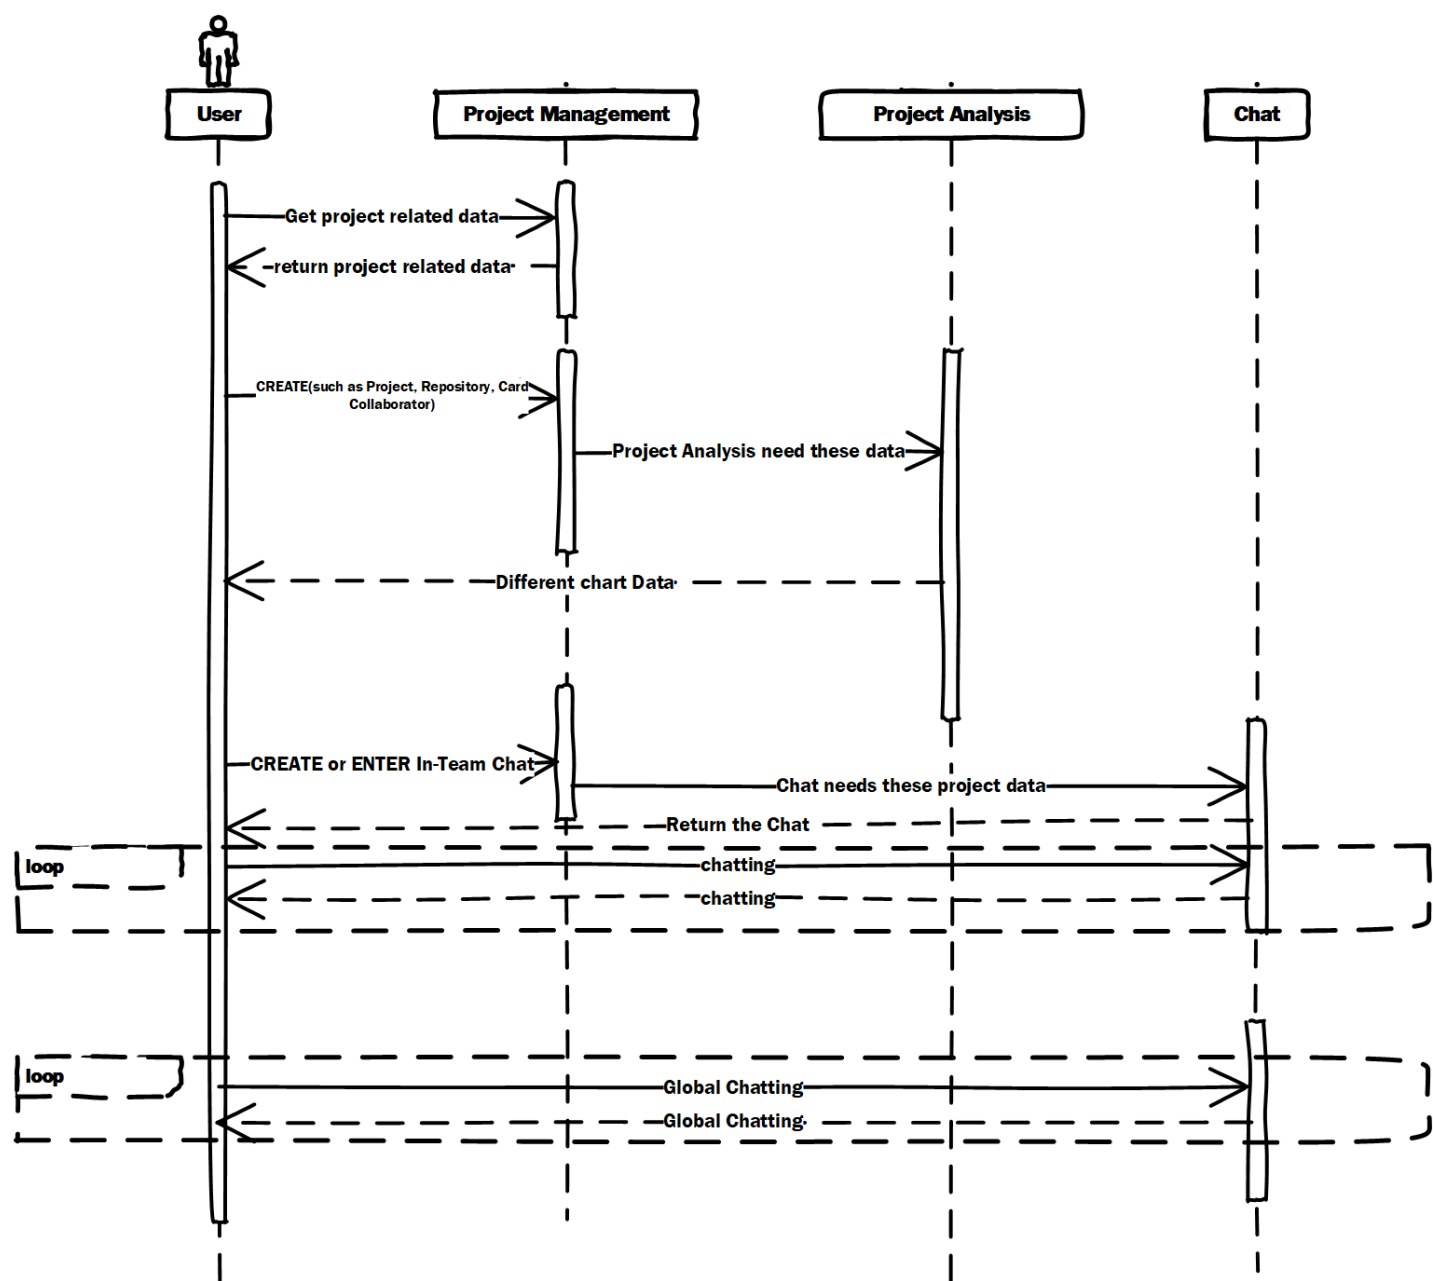 User
Project Management
Project Analysis
Chat
Get project related data
return project related data
CREATE(such as Project, Repository, Card
Collaborator)
Project Analysis need these data
Different chart Data
CREATE or ENTER In-Team Chat
Chat needs these project data
Return the Chat
loop
chatting
chatting
loop
Global Chatting
Global Chatting